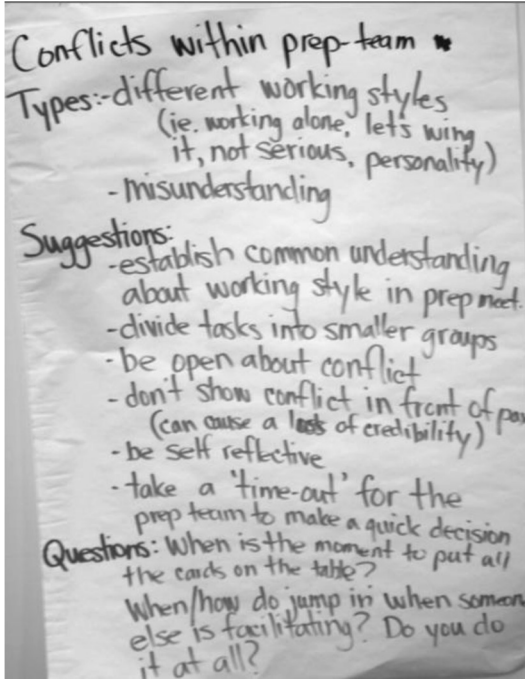 Conflicts within prep-team
Types:-different working styles
(ie. working alone, let's wing
it, not serious, personality)
- misunderstanding
Suggestions:
-establish common understanding
about working style in prep meet.
-divide tasks into smaller groups
- be open about conflict
- don't show conflict in front of pax
(can cause a loss of credibility)
- be self reflective
- take a 'time-out' for the
prep team to make a quick decision
Questions: When is the moment to put all
the cards on the table?
When/how do jump in when someon
else is facilitating? Do you do
it at all?